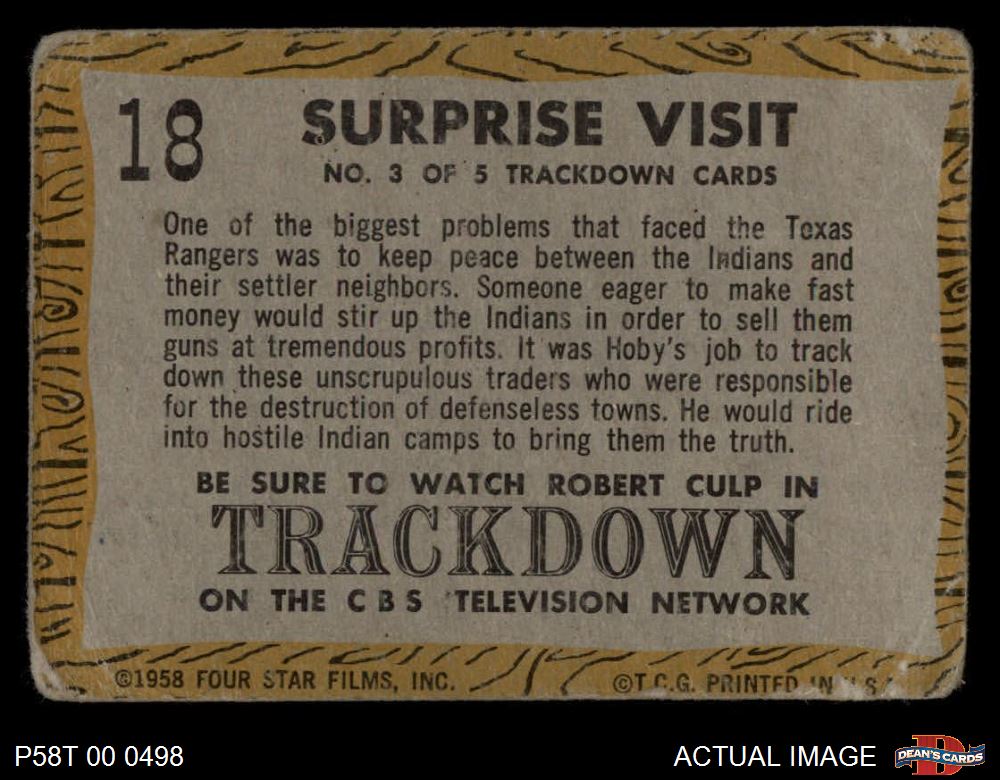 18
SURPRISE VISIT
NO. 3 OF 5 TRACKDOWN CARDS
One of the biggest problems that faced the Texas
Rangers was to keep peace between the Indians and
their settler neighbors. Someone eager to make fast
money would stir up the Indians in order to sell them
guns at tremendous profits. It was Hoby's job to track
down these unscrupulous traders who were responsible
for the destruction of defenseless towns. He would ride
into hostile Indian camps to bring them the truth.
BE SURE TO WATCH ROBERT CULP IN
TRACKDOWN
ON THE CBS TELEVISION NETWORK
©1958 FOUR STAR FILMS, INC.
©T.C.G. PRINTED IN U.S.A.
P58T 00 0498
ACTUAL IMAGE
D
DEAN'S CARDS